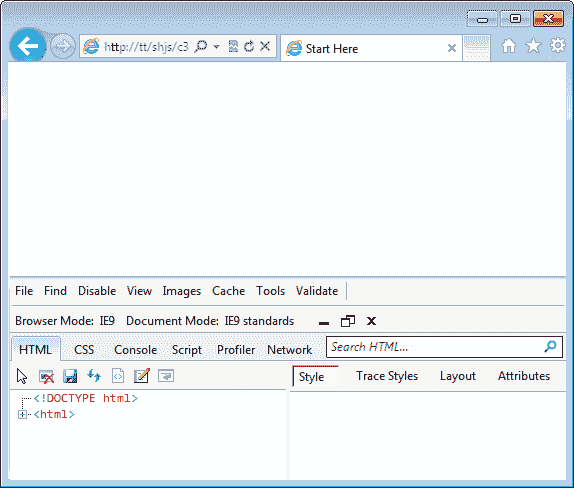 http://tt/shjs/c3 Start Here
File Find Disable View Images Cache Tools Validate
Browser Mode: IE9 Document Mode: IE9 standards
HTML CSS Console Script Profiler Network Search HTML...
Style Trace Styles Layout Attributes
<!DOCTYPE html>
<html>